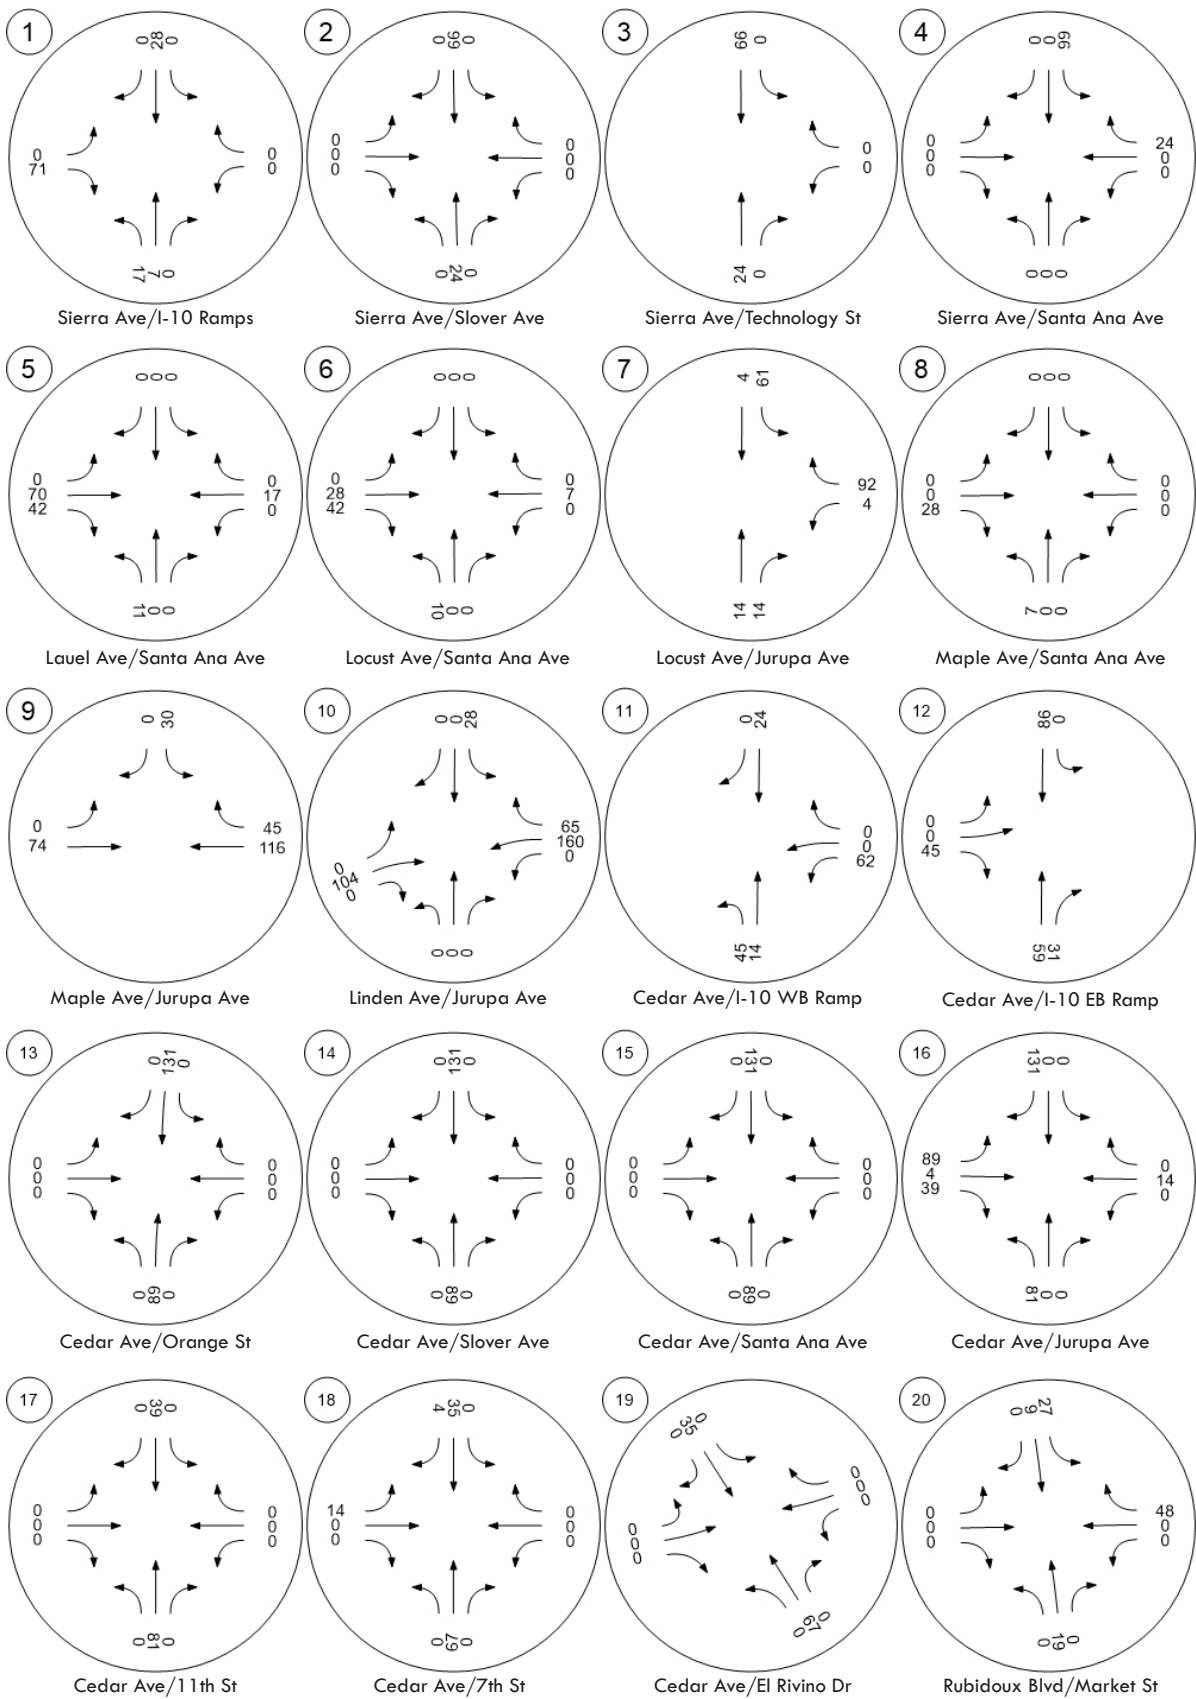 1
0 28 0
0
71
0
0
17 7 0
Sierra Ave/I-10 Ramps
2
0 99 0
0
0
0
0
0
0
0 24 0
Sierra Ave/Slover Ave
3
99 0
0
0
24 0
Sierra Ave/Technology St
4
0 0 99
0
0
0
24
0
0
0 0 0
Sierra Ave/Santa Ana Ave
5
0 0 0
0
70
42
0
17
0
11 0 0
Lauel Ave/Santa Ana Ave
6
0 0 0
0
28
42
0
7
0
10 0 0
Locust Ave/Santa Ana Ave
7
4 61
92
4
14 14
Locust Ave/Jurupa Ave
8
0 0 0
0
0
28
0
0
0
7 0 0
Maple Ave/Santa Ana Ave
9
0 30
0
74
45
116
Maple Ave/Jurupa Ave
10
0 0 28
0
104
0
65
160
0
0 0 0
Linden Ave/Jurupa Ave
11
0 24
0
0
62
45 14
Cedar Ave/I-10 WB Ramp
12
86 0
0
0
45
59 31
Cedar Ave/I-10 EB Ramp
13
0 131 0
0
0
0
0
0
0
0 89 0
Cedar Ave/Orange St
14
0 131 0
0
0
0
0
0
0
0 89 0
Cedar Ave/Slover Ave
15
0 131 0
0
0
0
0
0
0
0 89 0
Cedar Ave/Santa Ana Ave
16
131 0 0
89
4
39
0
14
0
81 0 0
Cedar Ave/Jurupa Ave
17
0 39 0
0
0
0
0
0
0
0 81 0
Cedar Ave/11th St
18
4 35 0
14
0
0
0
0
0
0 67 0
Cedar Ave/7th St
19
0 35 0
0
0
0
0
0
0
0 67 0
Cedar Ave/El Rivino Dr
20
0 9 27
0
0
0
48
0
0
0 19 0
Rubidoux Blvd/Market St